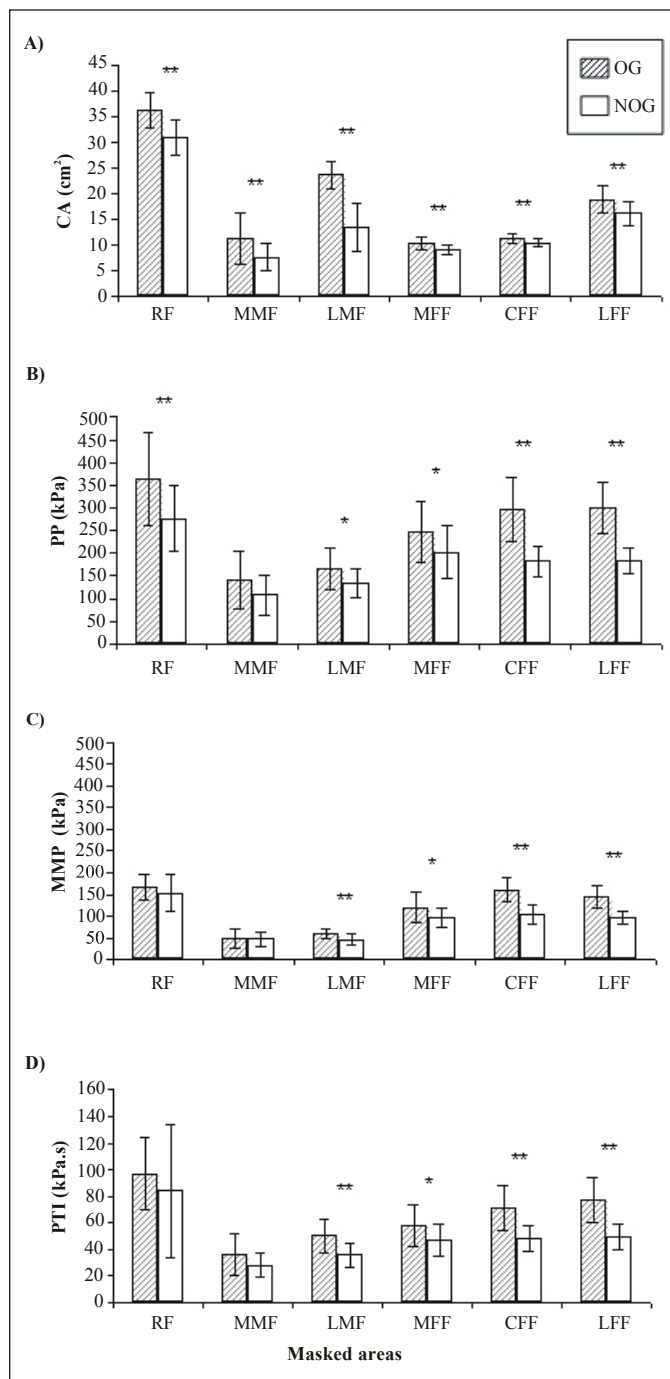 A)
OG
NOG
CA (cm²)
45
40
35
30
25
20
15
10
5
0
** ** ** ** ** **
RF MMF LMF MFF CFF LFF
B)
PP (kPa)
500
450
400
350
300
250
200
150
100
50
0
** * * ** **
RF MMF LMF MFF CFF LFF
C)
MMP (kPa)
500
450
400
350
300
250
200
150
100
50
0
** * ** **
RF MMF LMF MFF CFF LFF
D)
PTI (kPa.s)
160
140
120
100
80
60
40
20
0
** * ** **
RF MMF LMF MFF CFF LFF
Masked areas